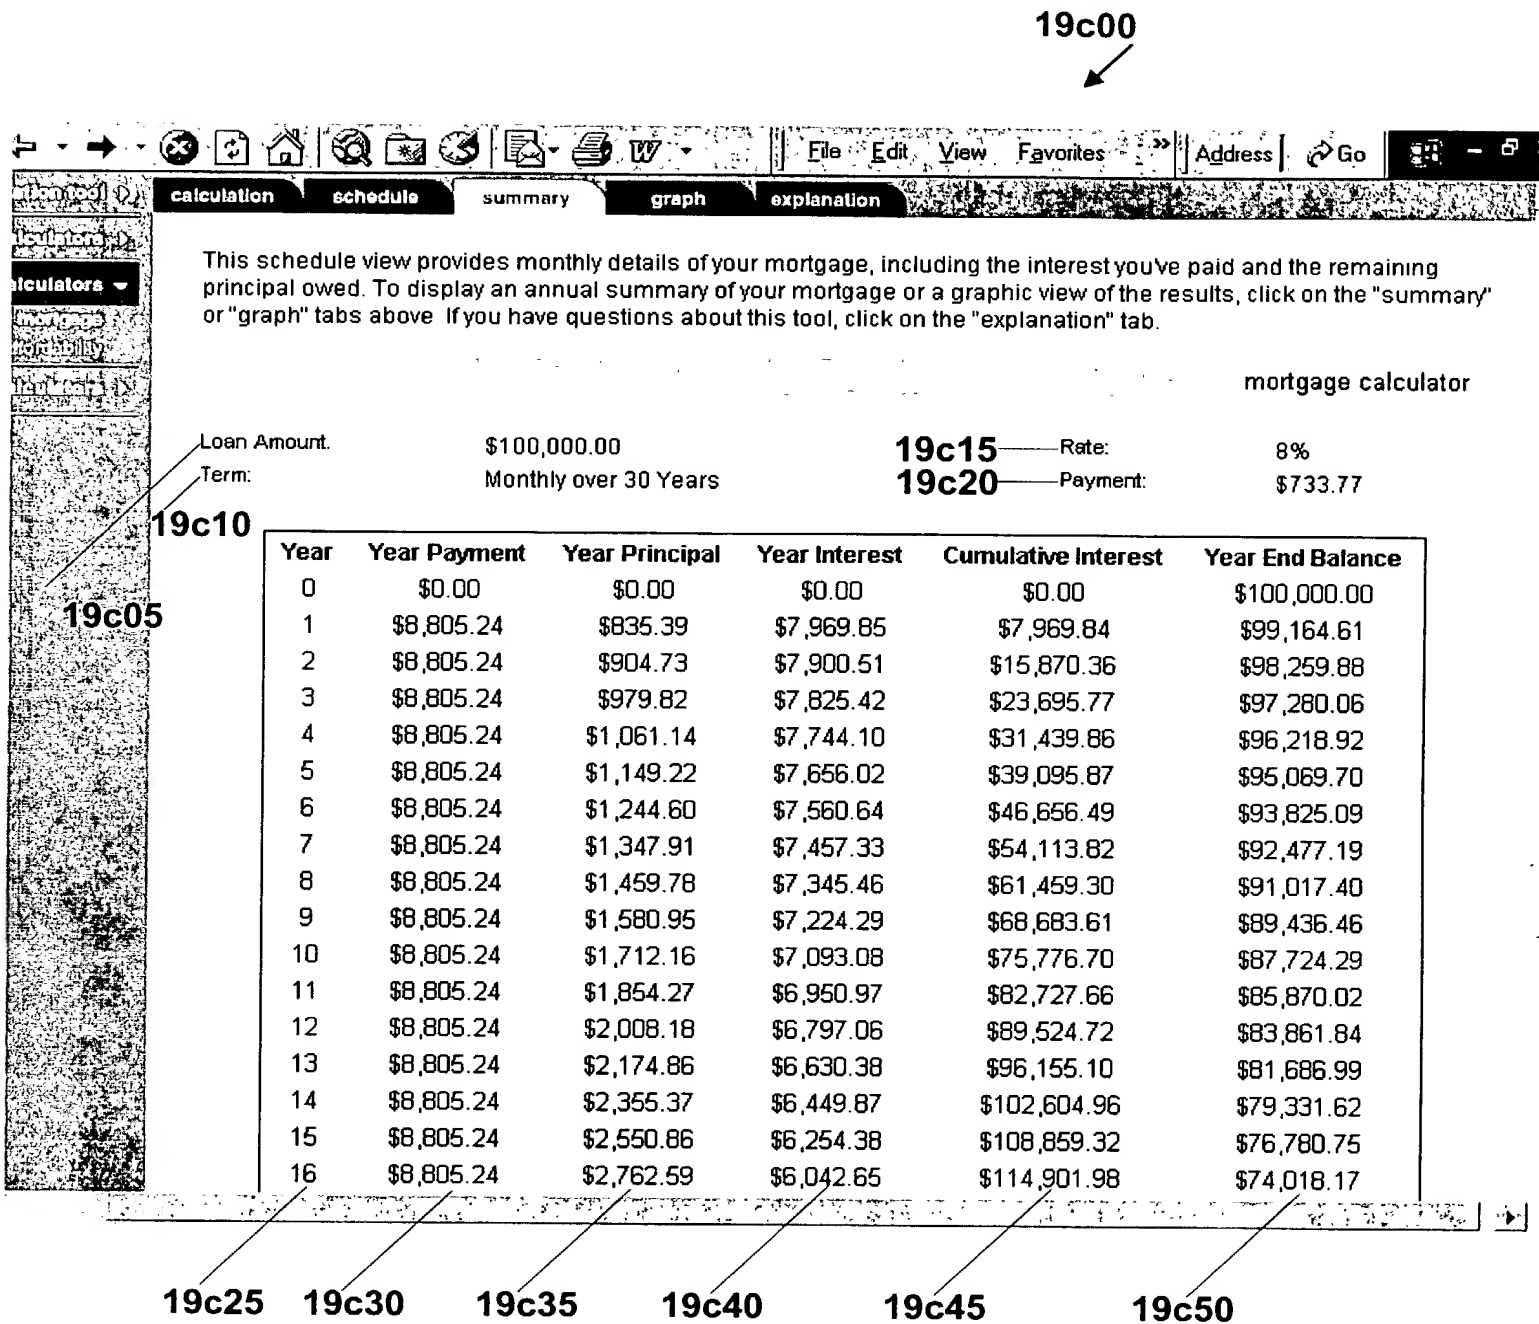 19c00
File Edit View Favorites » Address Go
calculation schedule summary graph explanation
This schedule view provides monthly details of your mortgage, including the interest you've paid and the remaining
principal owed. To display an annual summary of your mortgage or a graphic view of the results, click on the "summary"
or "graph" tabs above If you have questions about this tool, click on the "explanation" tab.
mortgage calculator
Loan Amount. $100,000.00 19c15 Rate: 8%
Term: Monthly over 30 Years 19c20 Payment: $733.77
19c10
19c05
Year Year Payment Year Principal Year Interest Cumulative Interest Year End Balance
0 $0.00 $0.00 $0.00 $0.00 $100,000.00
1 $8,805.24 $835.39 $7,969.85 $7,969.84 $99,164.61
2 $8,805.24 $904.73 $7,900.51 $15,870.36 $98,259.88
3 $8,805.24 $979.82 $7,825.42 $23,695.77 $97,280.06
4 $8,805.24 $1,061.14 $7,744.10 $31,439.86 $96,218.92
5 $8,805.24 $1,149.22 $7,656.02 $39,095.87 $95,069.70
6 $8,805.24 $1,244.60 $7,560.64 $46,656.49 $93,825.09
7 $8,805.24 $1,347.91 $7,457.33 $54,113.82 $92,477.19
8 $8,805.24 $1,459.78 $7,345.46 $61,459.30 $91,017.40
9 $8,805.24 $1,580.95 $7,224.29 $68,683.61 $89,436.46
10 $8,805.24 $1,712.16 $7,093.08 $75,776.70 $87,724.29
11 $8,805.24 $1,854.27 $6,950.97 $82,727.66 $85,870.02
12 $8,805.24 $2,008.18 $6,797.06 $89,524.72 $83,861.84
13 $8,805.24 $2,174.86 $6,630.38 $96,155.10 $81,686.99
14 $8,805.24 $2,355.37 $6,449.87 $102,604.96 $79,331.62
15 $8,805.24 $2,550.86 $6,254.38 $108,859.32 $76,780.75
16 $8,805.24 $2,762.59 $6,042.65 $114,901.98 $74,018.17
19c25 19c30 19c35 19c40 19c45 19c50